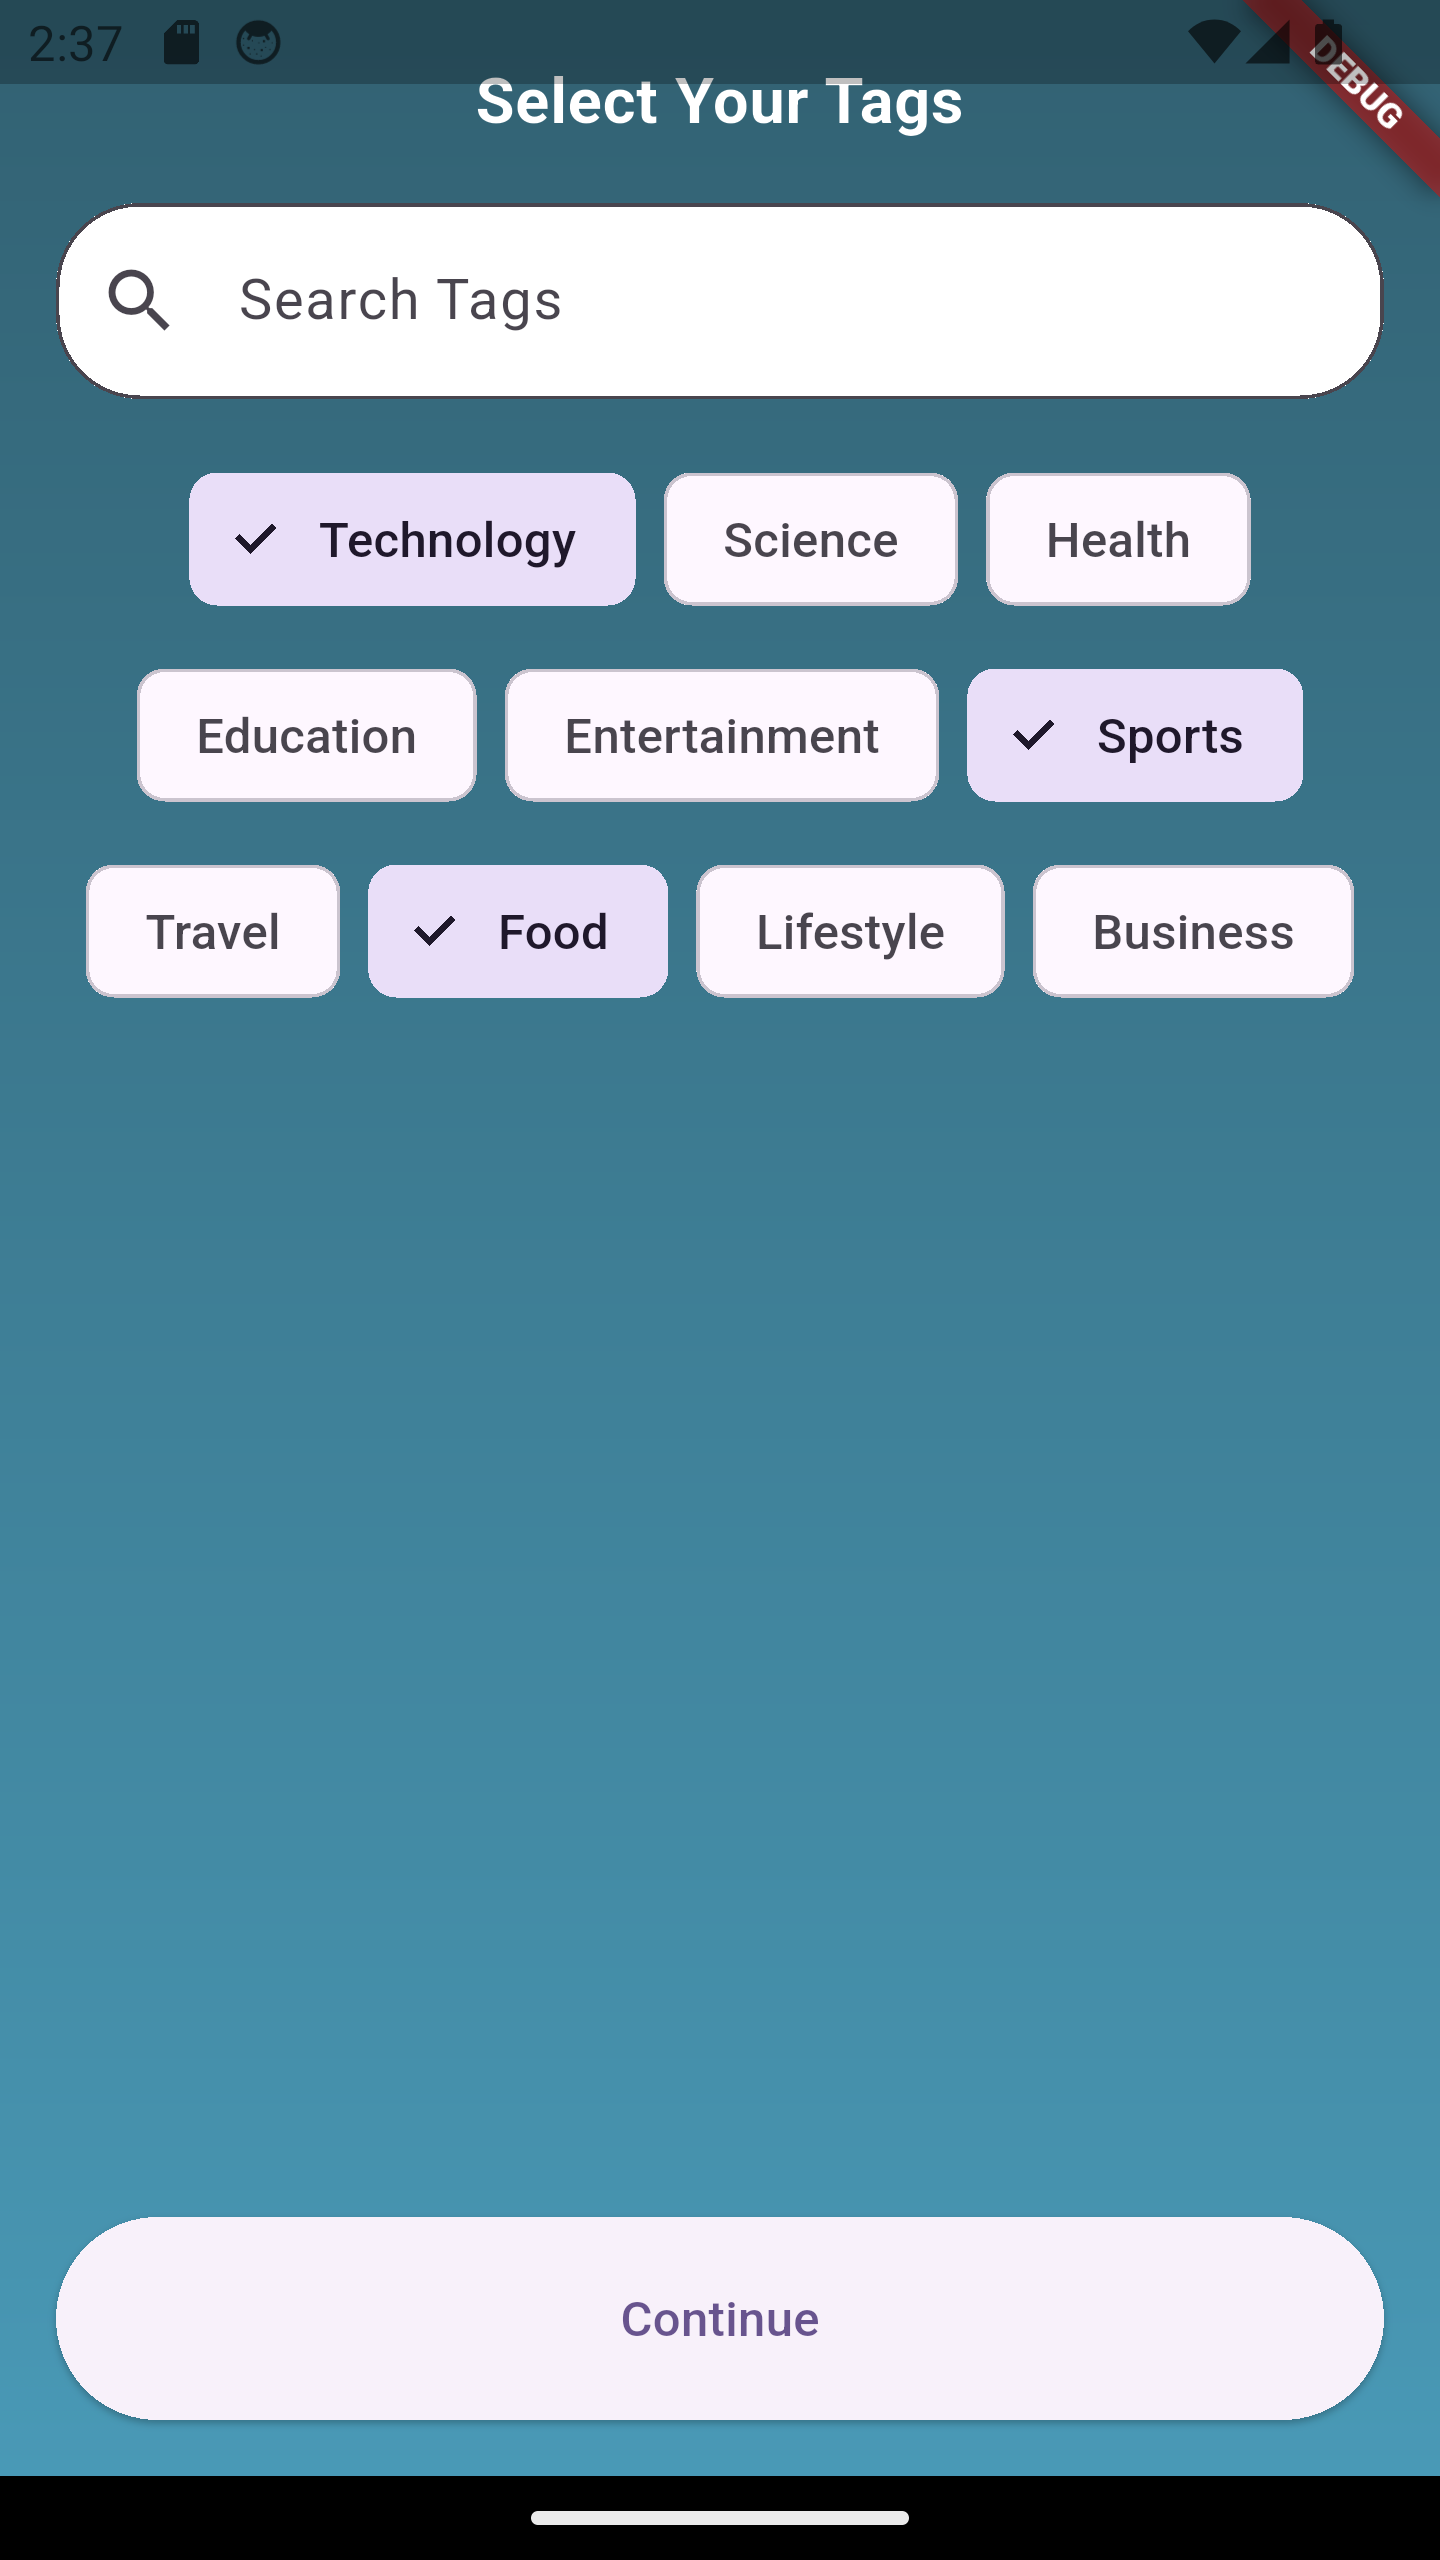 2:37
DEBUG
Select Your Tags
Search Tags
Technology Science Health
Education Entertainment Sports
Travel Food Lifestyle Business
Continue